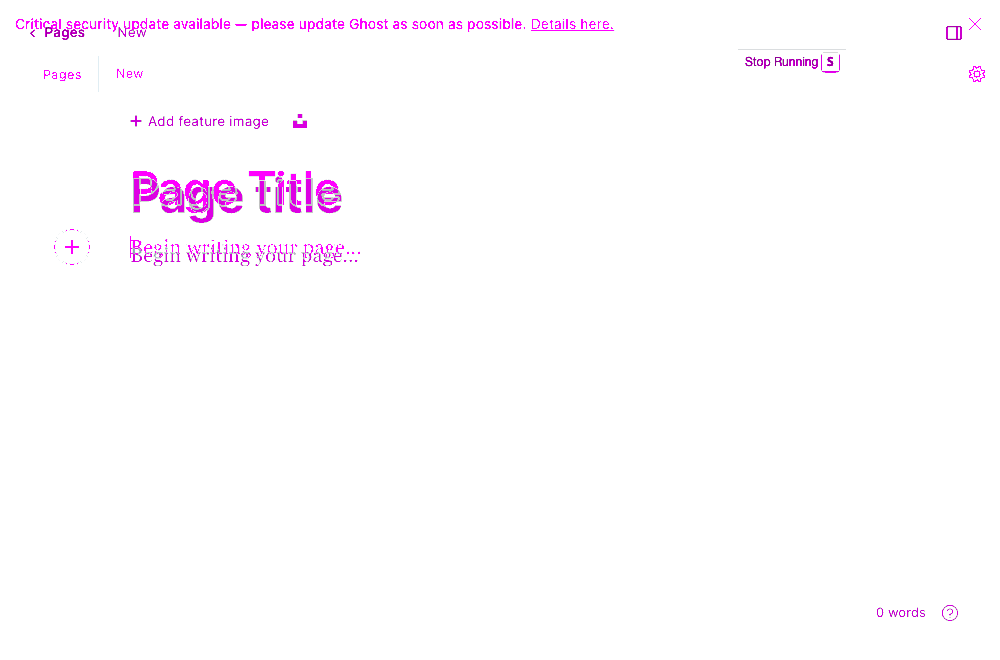 Critical security update available — please update Ghost as soon as possible. Details here.
Pages New
Stop Running S
Pages New
Add feature image
Page Title
Begin writing your page...
Begin writing your page...
0 words